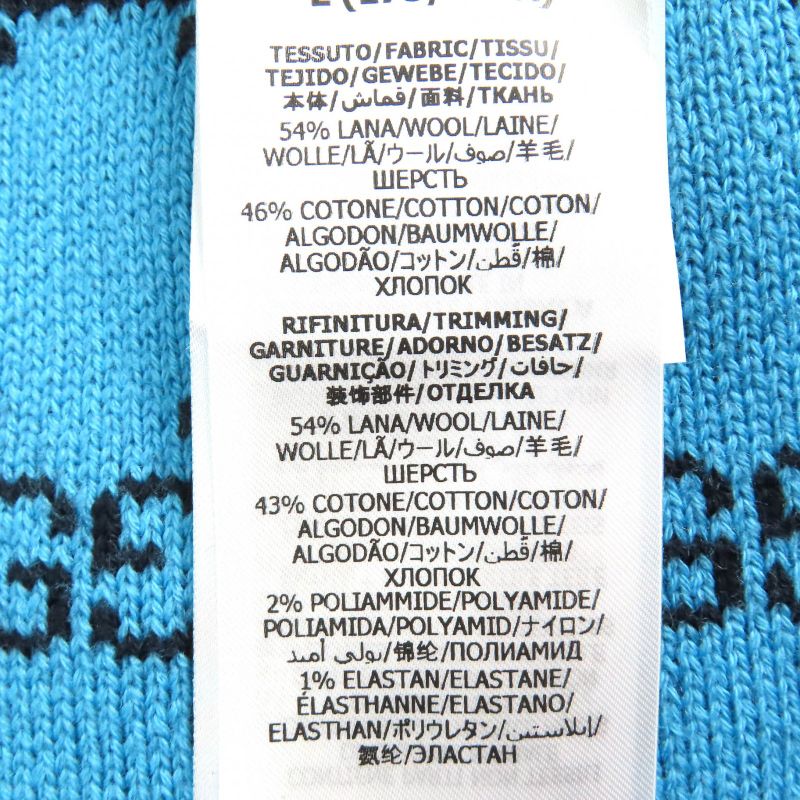 TESSUTO/FABRIC/TISSU/
TEJIDO/GEWEBE/TECIDO/
本体/قماش/面料/ТКАНЬ
54% LANA/WOOL/LAINE/
WOLLE/LÃ/ウール/صوف/羊毛/
ШЕРСТЬ
46% COTONE/COTTON/COTON/
ALGODON/BAUMWOLLE/
ALGODÃO/コットン/قُطن/棉/
ХЛОПОК
RIFINITURA/TRIMMING/
GARNITURE/ADORNO/BESATZ/
GUARNIÇÃO/トリミング/حافات/
装饰部件/ОТДЕЛКА
54% LANA/WOOL/LAINE/
WOLLE/LÃ/ウール/صوف/羊毛/
ШЕРСТЬ
43% COTONE/COTTON/COTON/
ALGODON/BAUMWOLLE/
ALGODÃO/コットン/قُطن/棉/
ХЛОПОК
2% POLIAMMIDE/POLYAMIDE/
POLIAMIDA/POLYAMID/ナイロン/
بولي أميد/锦纶/ПОЛИАМИД
1% ELASTAN/ELASTANE/
ÉLASTHANNE/ELASTANO/
ELASTHAN/ポリウレタン/إيلاستين/
氨纶/ЭЛАСТАН